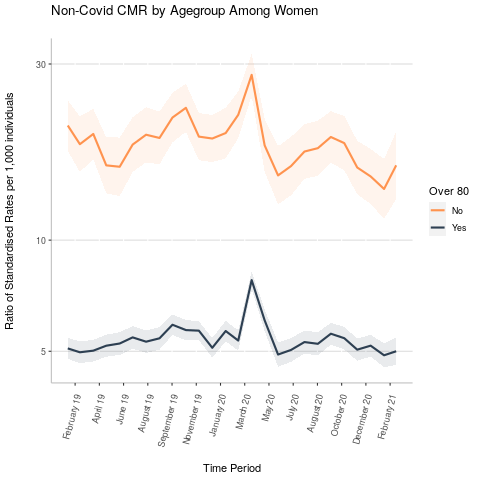 Non-Covid CMR by Agegroup Among Women
Ratio of Standardised Rates per 1,000 Individuals
30
10
5
February 19
April 19
June 19
August 19
September 19
November 19
January 20
March 20
May 20
July 20
August 20
October 20
December 20
February 21
Time Period
Over 80
No
Yes